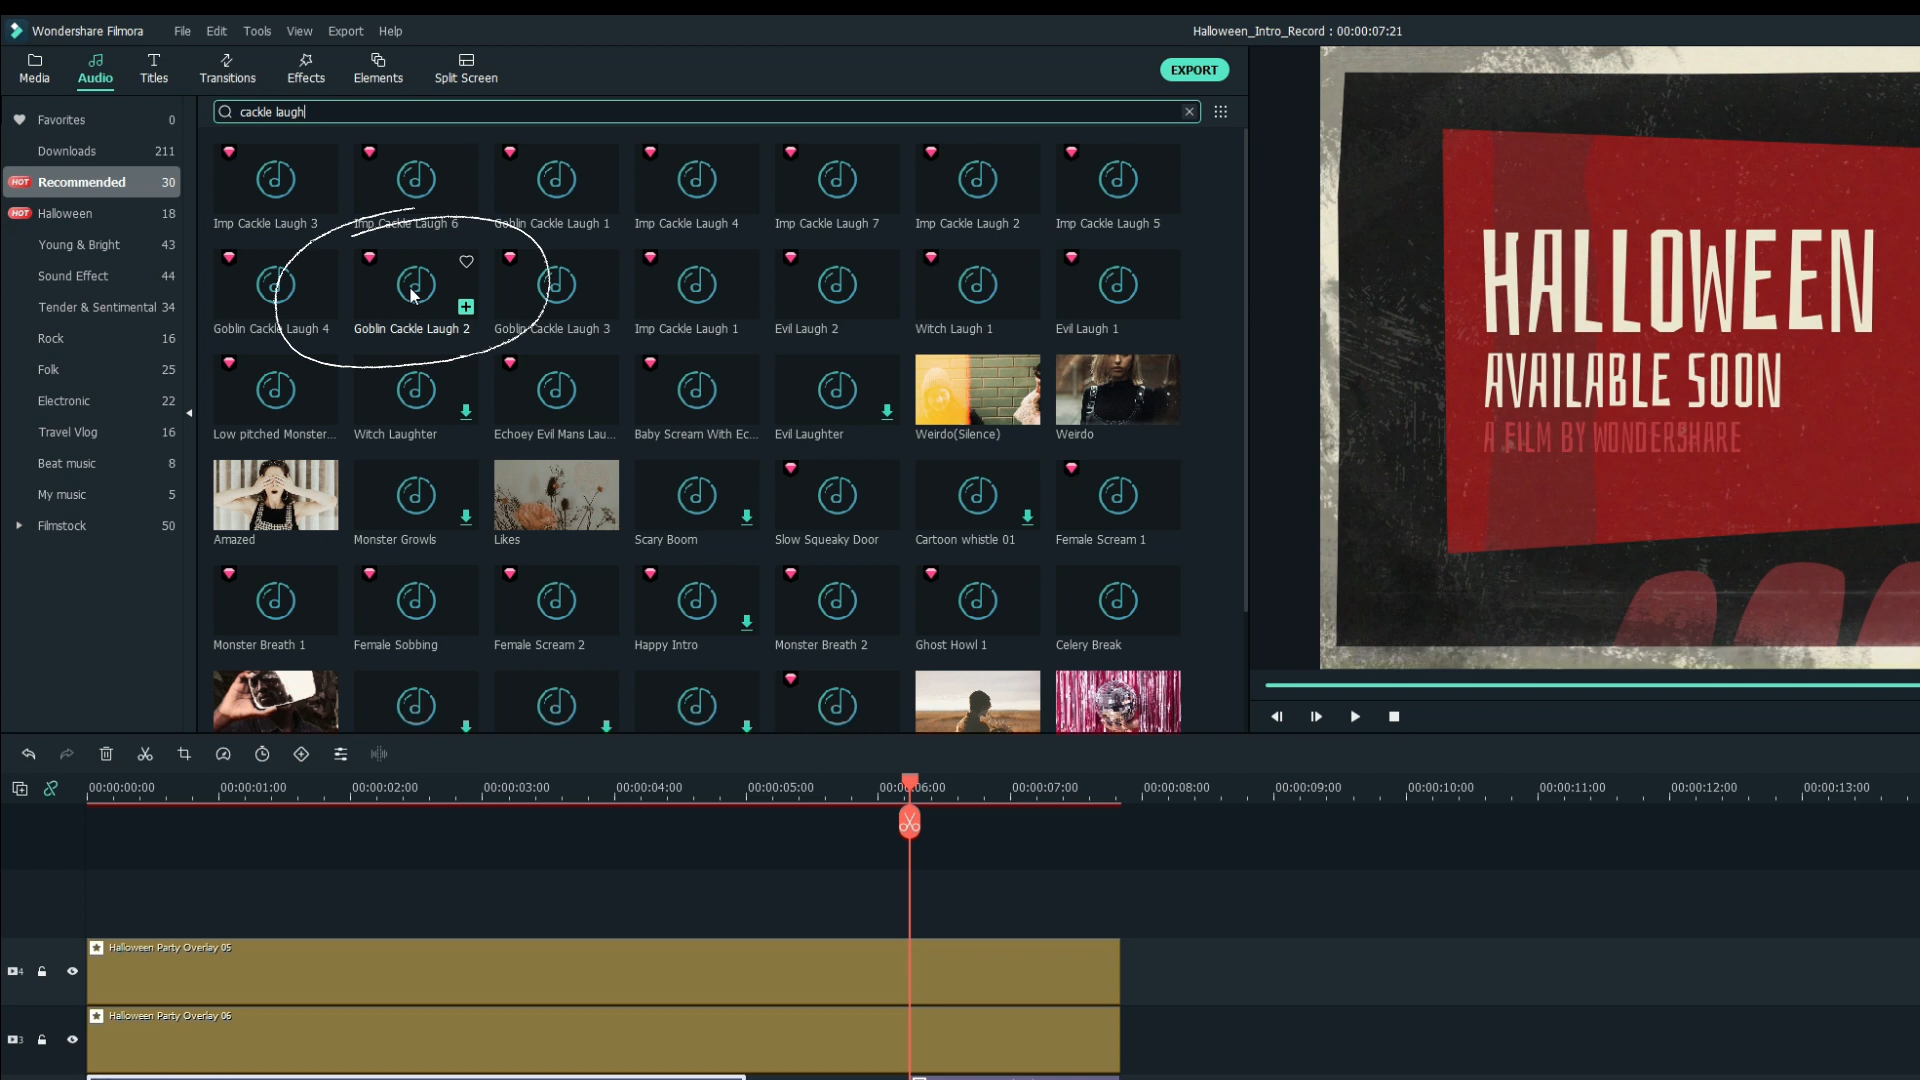 Wondershare Filmora File Edit Tools View Export Help Halloween_Intro_Record : 00:00:07:21
Media Audio Titles Transitions Effects Elements Split Screen EXPORT
cackle laugh
Favorites 0
Downloads 211
HOT Recommended 30
HOT Halloween 18
Young & Bright 43
Sound Effect 44
Tender & Sentimental 34
Rock 16
Folk 25
Electronic 22
Travel Vlog 16
Beat music 8
My music 5
Filmstock 50
Imp Cackle Laugh 3 Imp Cackle Laugh 6 Goblin Cackle Laugh 1 Imp Cackle Laugh 4 Imp Cackle Laugh 7 Imp Cackle Laugh 2 Imp Cackle Laugh 5
Goblin Cackle Laugh 4 Goblin Cackle Laugh 2 Goblin Cackle Laugh 3 Imp Cackle Laugh 1 Evil Laugh 2 Witch Laugh 1 Evil Laugh 1
Low pitched Monster... Witch Laughter Echoey Evil Mans Lau... Baby Scream With Ec... Evil Laughter Weirdo(Silence) Weirdo
Amazed Monster Growls Likes Scary Boom Slow Squeaky Door Cartoon whistle 01 Female Scream 1
Monster Breath 1 Female Sobbing Female Scream 2 Happy Intro Monster Breath 2 Ghost Howl 1 Celery Break
HALLOWEEN
AVAILABLE SOON
A FILM BY WONDERSHARE
00:00:00:00 00:00:01:00 00:00:02:00 00:00:03:00 00:00:04:00 00:00:05:00 00:00:06:00 00:00:07:00 00:00:08:00 00:00:09:00 00:00:10:00 00:00:11:00 00:00:12:00 00:00:13:00
Halloween Party Overlay 05
4
Halloween Party Overlay 06
3